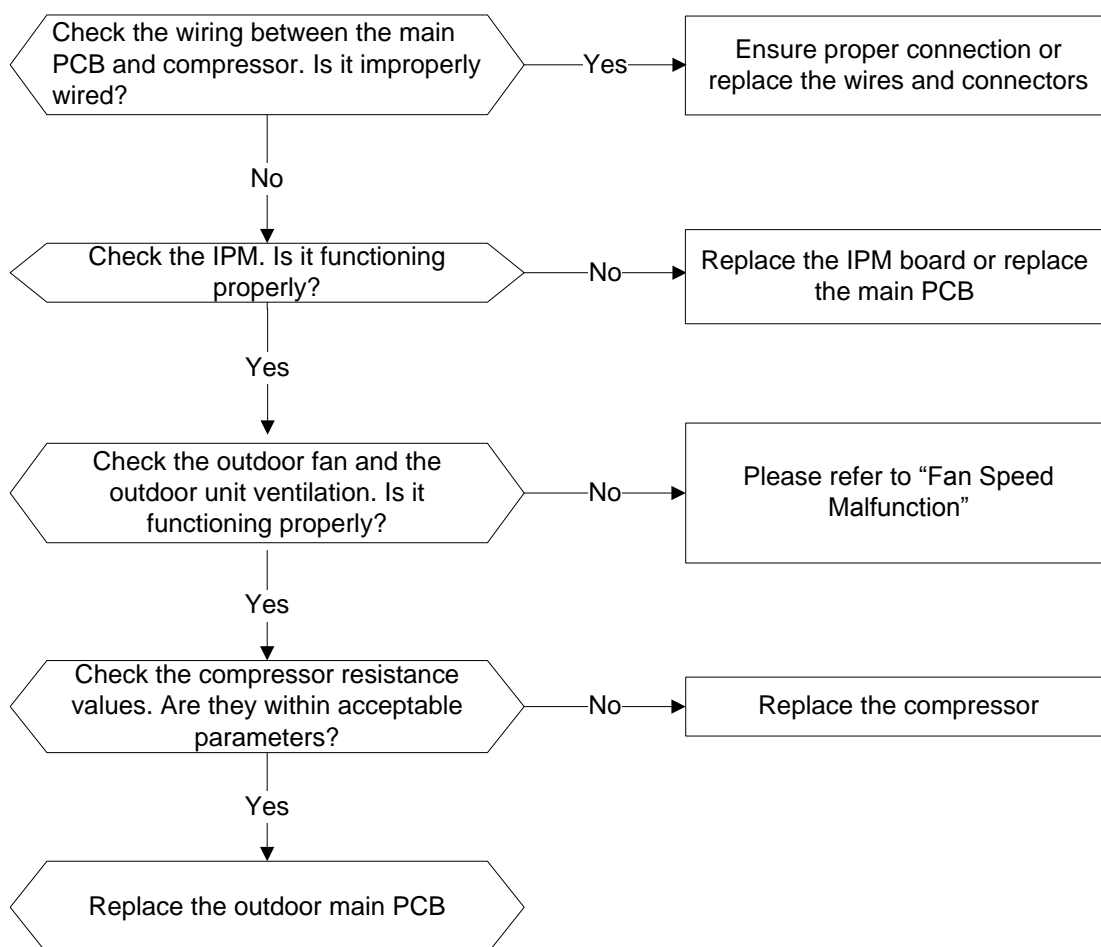 Check the wiring between the main
PCB and compressor. Is it improperly
wired?
Yes
Ensure proper connection or
replace the wires and connectors
No
Check the IPM. Is it functioning
properly?
No
Replace the IPM board or replace
the main PCB
Yes
Check the outdoor fan and the
outdoor unit ventilation. Is it
functioning properly?
No
Please refer to “Fan Speed
Malfunction”
Yes
Check the compressor resistance
values. Are they within acceptable
parameters?
No
Replace the compressor
Yes
Replace the outdoor main PCB